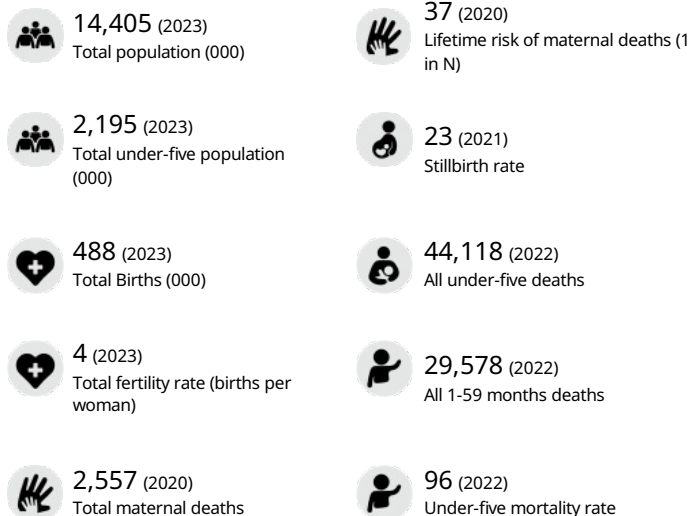 14,405 (2023)
Total population (000)
2,195 (2023)
Total under-five population
(000)
488 (2023)
Total Births (000)
4 (2023)
Total fertility rate (births per
woman)
2,557 (2020)
Total maternal deaths
37 (2020)
Lifetime risk of maternal deaths (1
in N)
23 (2021)
Stillbirth rate
44,118 (2022)
All under-five deaths
29,578 (2022)
All 1-59 months deaths
96 (2022)
Under-five mortality rate